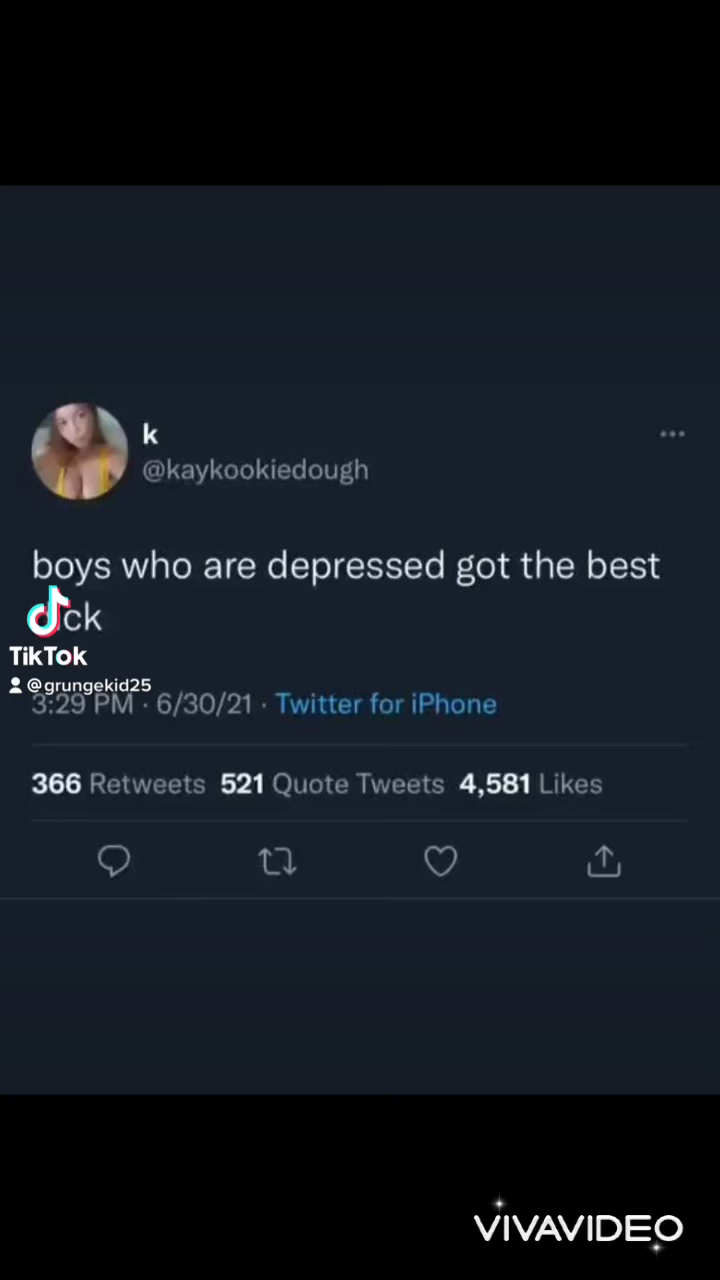 k
@kaykookiedough
boys who are depressed got the best
ck
TikTok
@grungekid25
3:29 PM · 6/30/21 · Twitter for iPhone
366 Retweets 521 Quote Tweets 4,581 Likes
VIVAVIDEO